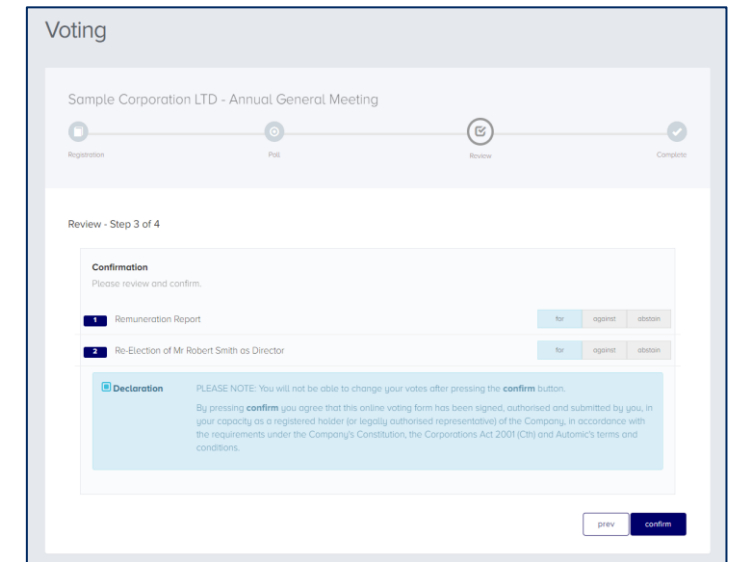 Voting
Sample Corporation LTD - Annual General Meeting
Registration
Poll
Review
Complete
Review - Step 3 of 4
Confirmation
Please review and confirm.
1 Remuneration Report for against abstain
2 Re-Election of Mr Robert Smith as Director for against abstain
Declaration PLEASE NOTE: You will not be able to change your votes after pressing the confirm button.
By pressing confirm you agree that this online voting form has been signed, authorised and submitted by you, in
your capacity as a registered holder (or legally authorised representative) of the Company, in accordance with
the requirements under the Company's Constitution, the Corporations Act 2001 (Cth) and Automic's terms and
conditions.
prev confirm